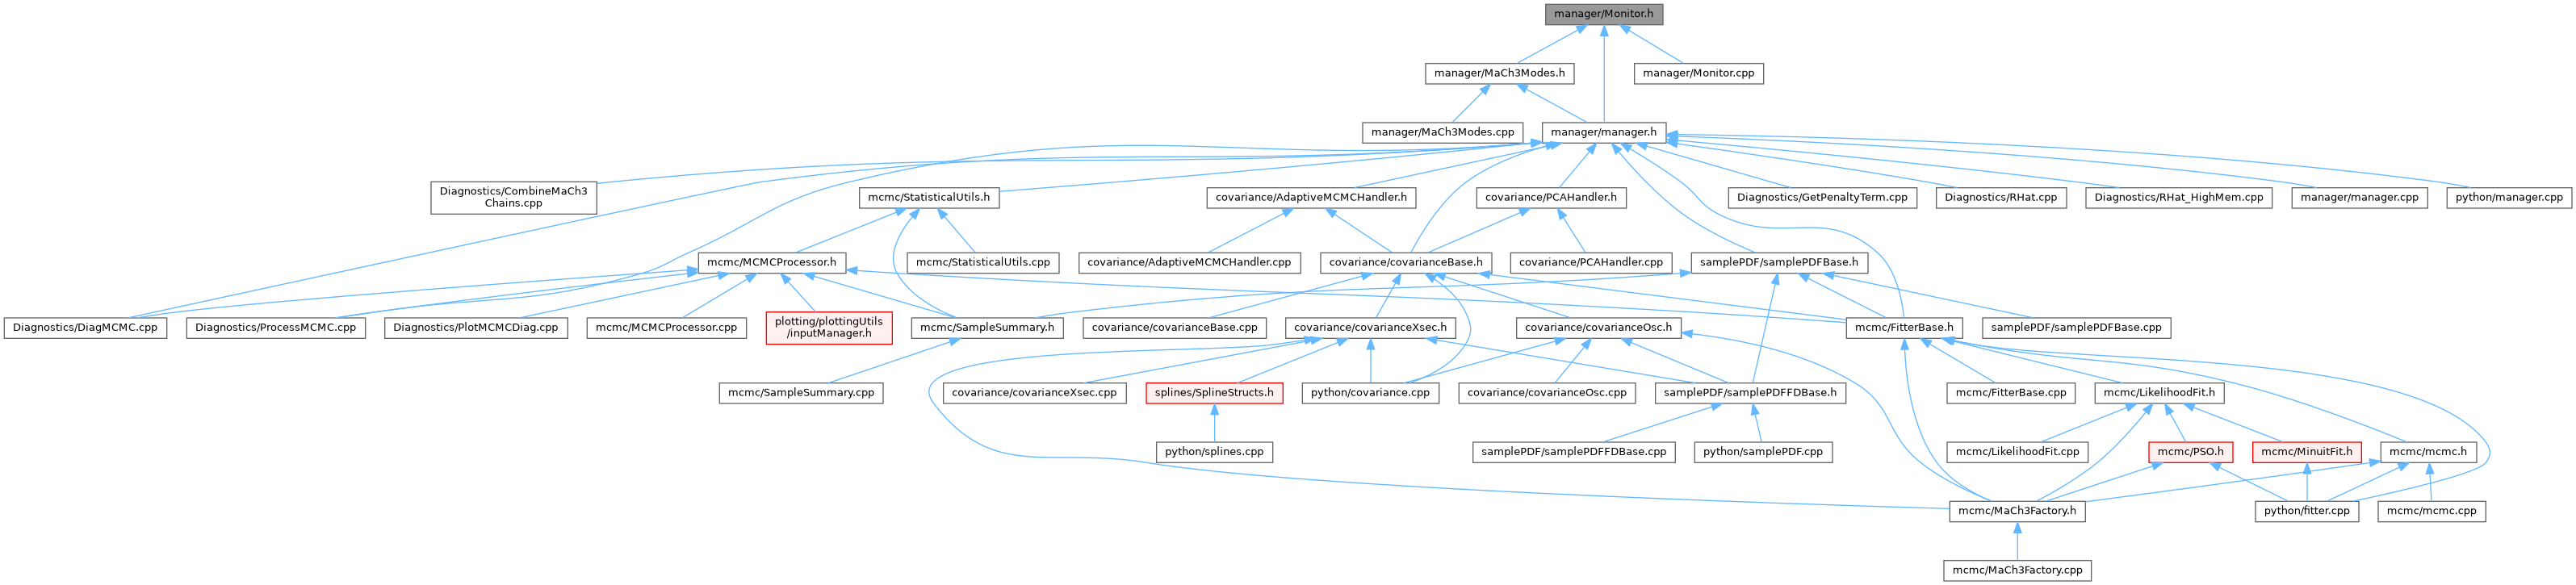 manager/Monitor.h
manager/MaCh3Modes.h
manager/Monitor.cpp
manager/MaCh3Modes.cpp
manager/manager.h
Diagnostics/CombineMaCh3
Chains.cpp
mcmc/StatisticalUtils.h
covariance/AdaptiveMCMCHandler.h
covariance/PCAHandler.h
Diagnostics/GetPenaltyTerm.cpp
Diagnostics/RHat.cpp
Diagnostics/RHat_HighMem.cpp
manager/manager.cpp
python/manager.cpp
mcmc/MCMCProcessor.h
mcmc/StatisticalUtils.cpp
covariance/AdaptiveMCMCHandler.cpp
covariance/covarianceBase.h
covariance/PCAHandler.cpp
samplePDF/samplePDFBase.h
Diagnostics/DiagMCMC.cpp
Diagnostics/ProcessMCMC.cpp
Diagnostics/PlotMCMCDiag.cpp
mcmc/MCMCProcessor.cpp
plotting/plottingUtils
/inputManager.h
mcmc/SampleSummary.h
covariance/covarianceBase.cpp
covariance/covarianceXsec.h
covariance/covarianceOsc.h
mcmc/FitterBase.h
samplePDF/samplePDFBase.cpp
mcmc/SampleSummary.cpp
covariance/covarianceXsec.cpp
splines/SplineStructs.h
python/covariance.cpp
covariance/covarianceOsc.cpp
samplePDF/samplePDFFDBase.h
mcmc/FitterBase.cpp
mcmc/LikelihoodFit.h
python/splines.cpp
samplePDF/samplePDFFDBase.cpp
python/samplePDF.cpp
mcmc/LikelihoodFit.cpp
mcmc/PSO.h
mcmc/MinuitFit.h
mcmc/mcmc.h
mcmc/MaCh3Factory.h
python/fitter.cpp
mcmc/mcmc.cpp
mcmc/MaCh3Factory.cpp